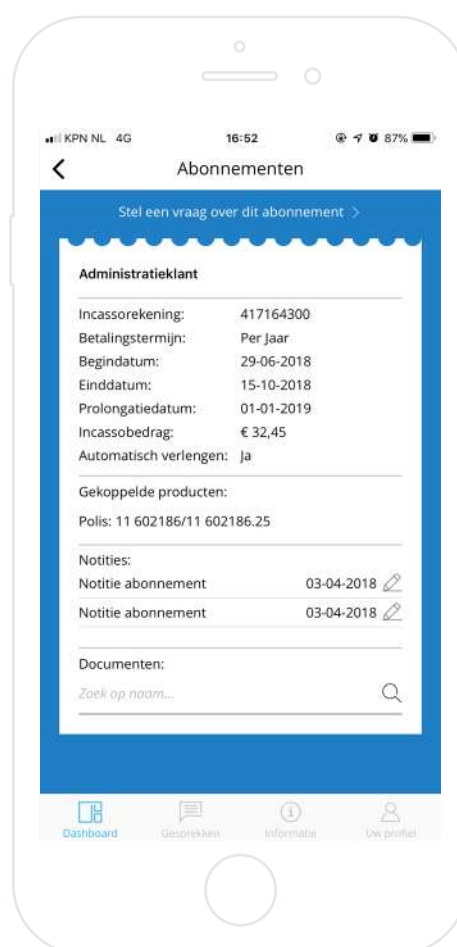 KPN NL 4G 16:52 87%
Abonnementen
Stel een vraag over dit abonnement >
Administratieklant
Incassorekening: 417164300
Betalingstermijn: Per Jaar
Begindatum: 29-06-2018
Einddatum: 15-10-2018
Prolongatiedatum: 01-01-2019
Incassobedrag: € 32,45
Automatisch verlengen: Ja
Gekoppelde producten:
Polis: 11 602186/11 602186.25
Notities:
Notitie abonnement 03-04-2018
Notitie abonnement 03-04-2018
Documenten:
Zoek op naam...
Dashboard Gesprekken Informatie Uw profiel